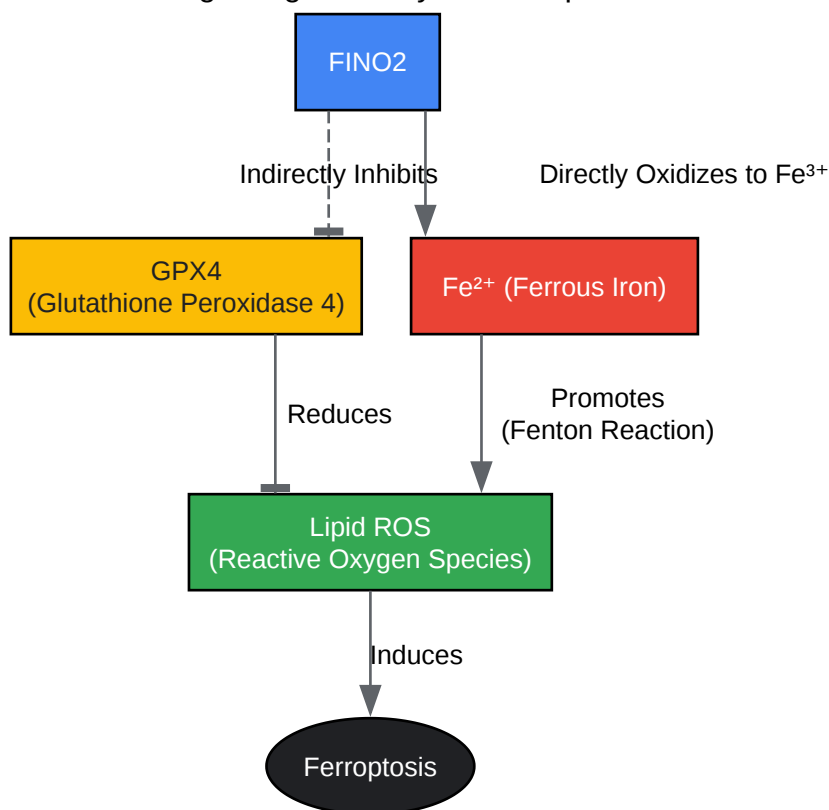 FINO2
Indirectly Inhibits
Directly Oxidizes to Fe³⁺
GPX4
(Glutathione Peroxidase 4)
Fe²⁺ (Ferrous Iron)
Reduces
Promotes
(Fenton Reaction)
Lipid ROS
(Reactive Oxygen Species)
Induces
Ferroptosis